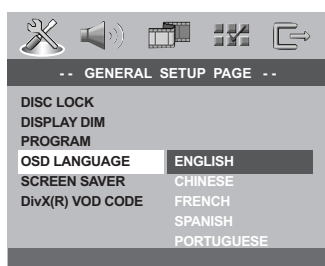 -- GENERAL SETUP PAGE --
DISC LOCK
DISPLAY DIM
PROGRAM
OSD LANGUAGE ENGLISH
SCREEN SAVER CHINESE
DivX(R) VOD CODE FRENCH
SPANISH
PORTUGUESE